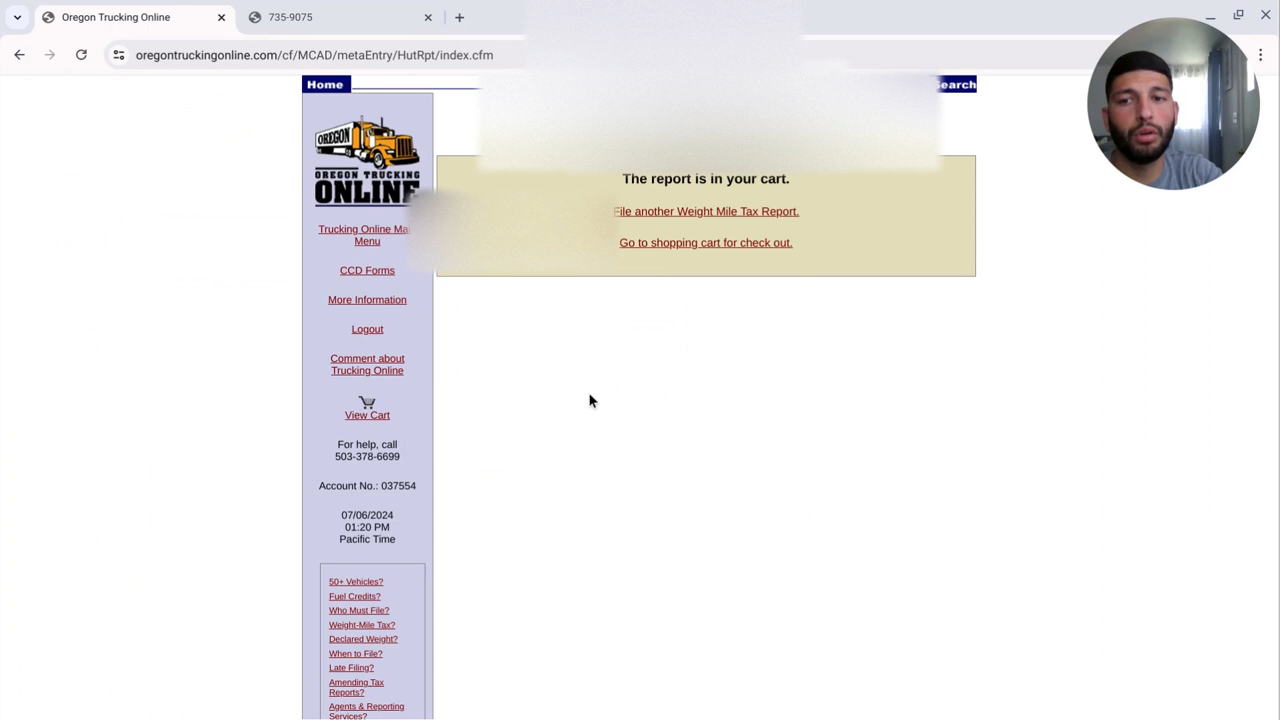 Oregon Trucking Online
735-9075
oregontruckingonline.com/cf/MCAD/metaEntry/HutRpt/index.cfm
Home
Search
OREGON
OREGON TRUCKING
ONLINE
The report is in your cart.
File another Weight Mile Tax Report.
Go to shopping cart for check out.
Trucking Online Ma
Menu
CCD Forms
More Information
Logout
Comment about
Trucking Online
View Cart
For help, call
503-378-6699
Account No.: 037554
07/06/2024
01:20 PM
Pacific Time
50+ Vehicles?
Fuel Credits?
Who Must File?
Weight-Mile Tax?
Declared Weight?
When to File?
Late Filing?
Amending Tax
Reports?
Agents & Reporting
Services?